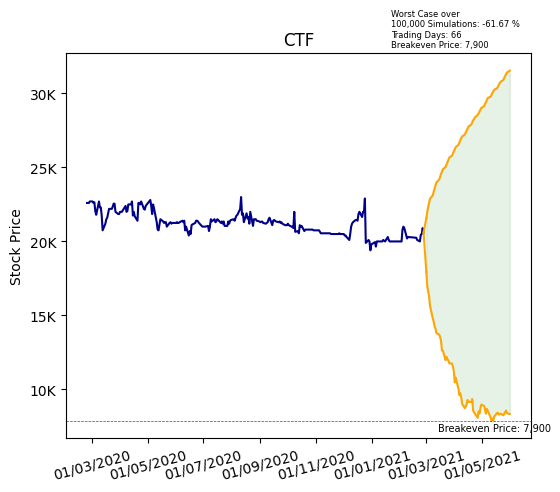 Worst Case over
100,000 Simulations: -61.67 %
Trading Days: 66
Breakeven Price: 7,900
CTF
Stock Price
30K
25K
20K
15K
10K
Breakeven Price: 7,900
01/03/2020
01/05/2020
01/07/2020
01/09/2020
01/11/2020
01/01/2021
01/03/2021
01/05/2021